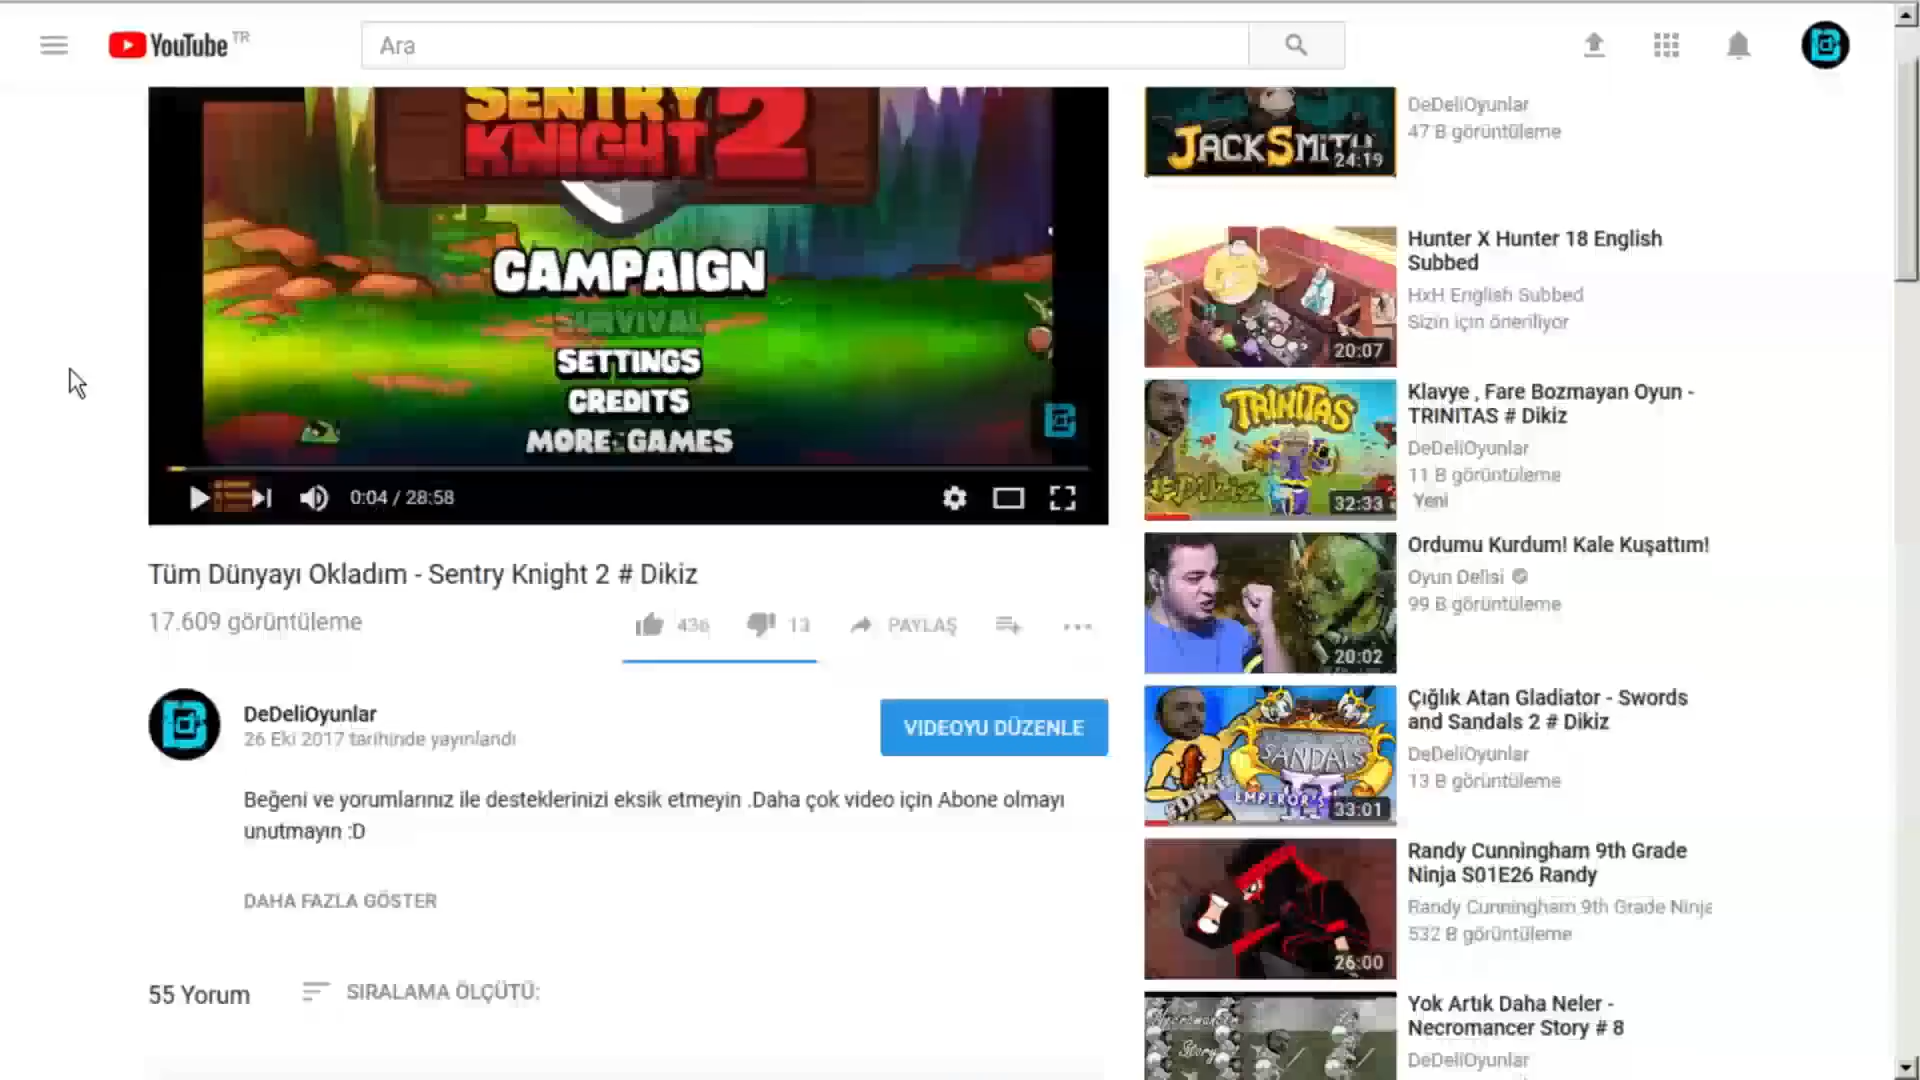 YouTube TR
Ara
SENTRY
KNIGHT 2
CAMPAIGN
SURVIVAL
SETTINGS
CREDITS
MORE GAMES
0:04 / 28:58
Tüm Dünyayı Okladım - Sentry Knight 2 # Dikiz
17.609 görüntüleme
436
13
PAYLAŞ
DeDeliOyunlar
26 Eki 2017 tarihinde yayınlandı
VIDEOYU DÜZENLE
Beğeni ve yorumlarınız ile desteklerinizi eksik etmeyin .Daha çok video için Abone olmayı
unutmayın :D
DAHA FAZLA GÖSTER
55 Yorum
SIRALAMA ÖLÇÜTÜ:
JACKSMITH
24:19
DeDeliOyunlar
47 B görüntüleme
20:07
Hunter X Hunter 18 English
Subbed
HxH English Subbed
Sizin için öneriliyor
TRINITAS
#Dikiz
32:33
Klavye , Fare Bozmayan Oyun -
TRINITAS # Dikiz
DeDeliOyunlar
11 B görüntüleme
Yeni
20:02
Ordumu Kurdum! Kale Kuşattım!
Oyun Delisi
99 B görüntüleme
SANDALS
#Dikiz
EMPEROR'S
33:01
Çığlık Atan Gladiator - Swords
and Sandals 2 # Dikiz
DeDeliOyunlar
13 B görüntüleme
26:00
Randy Cunningham 9th Grade
Ninja S01E26 Randy
Randy Cunningham 9th Grade Ninja
532 B görüntüleme
Necromancer
Story
Yok Artık Daha Neler -
Necromancer Story # 8
DeDeliOyunlar